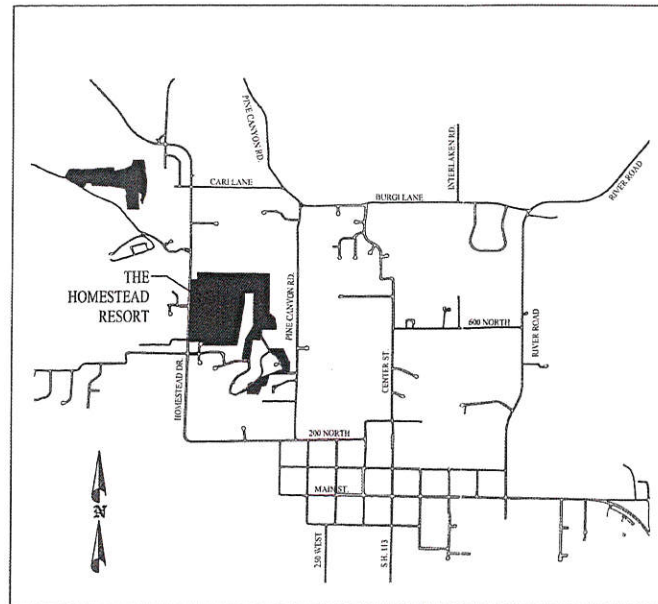 PINE CANYON RD.
INTERLAKEN RD.
RIVER ROAD
CARI LANE
BURGI LANE
THE
HOMESTEAD
RESORT
PINE CANYON RD.
600 NORTH
RIVER ROAD
HOMESTEAD DR.
CENTER ST.
200 NORTH
MAIN ST.
N
250 WEST
S.H. 113